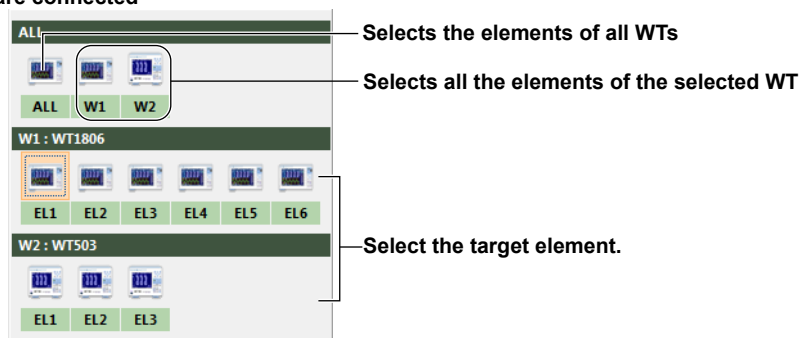 are connected
ALL
Selects the elements of all WTs
Selects all the elements of the selected WT
ALL W1 W2
W1 : WT1806
EL1 EL2 EL3 EL4 EL5 EL6
W2 : WT503
Select the target element.
EL1 EL2 EL3